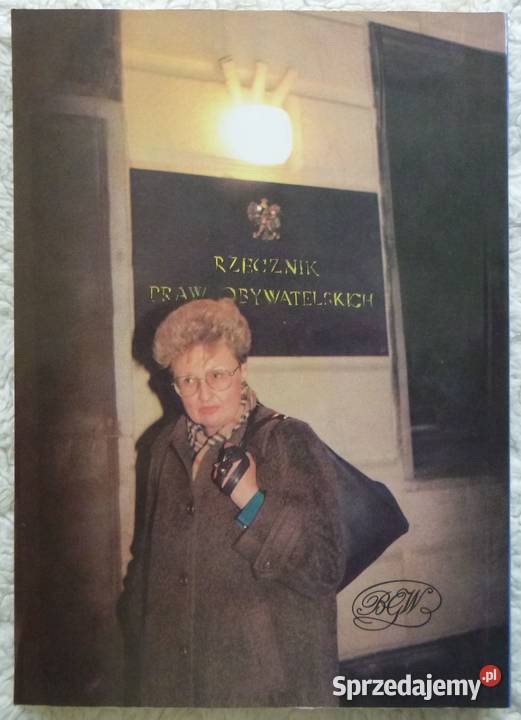 RZECZNIK
PRAW OBYWATELSKICH
BGW
Sprzedajemy.pl